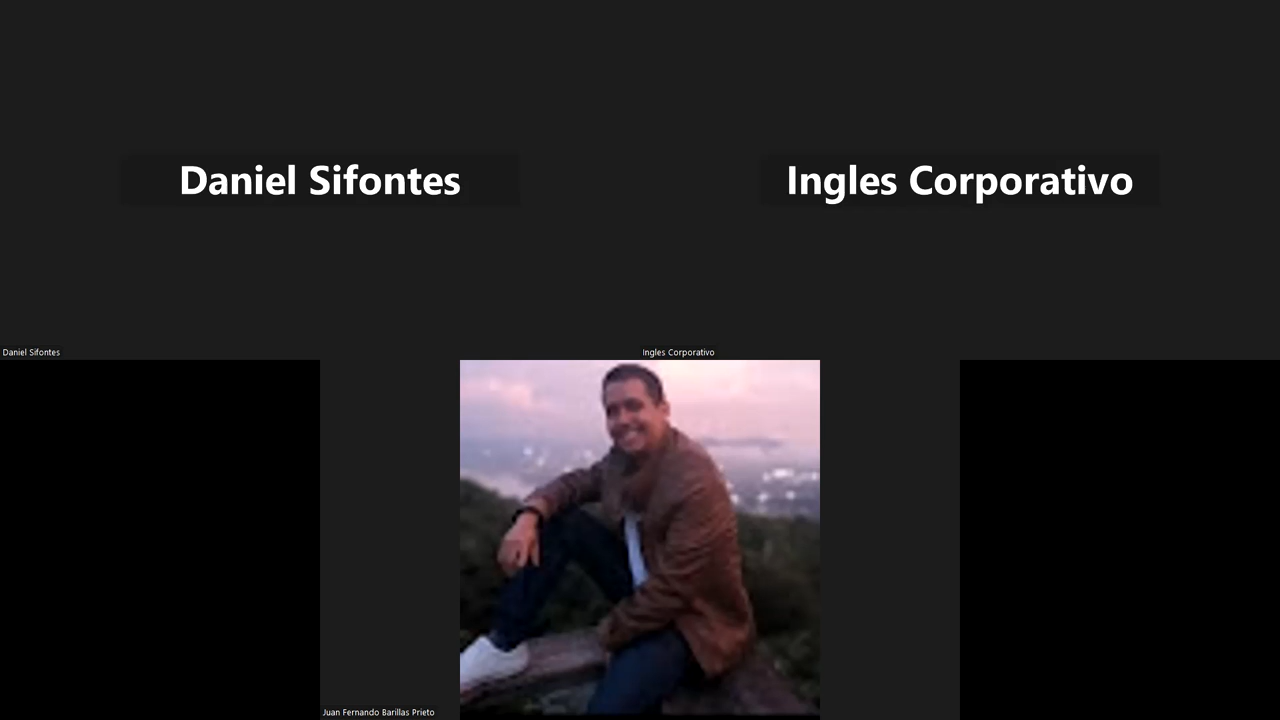 Daniel Sifontes
Ingles Corporativo
Daniel Sifontes
Ingles Corporativo
Juan Fernando Barillas Prieto